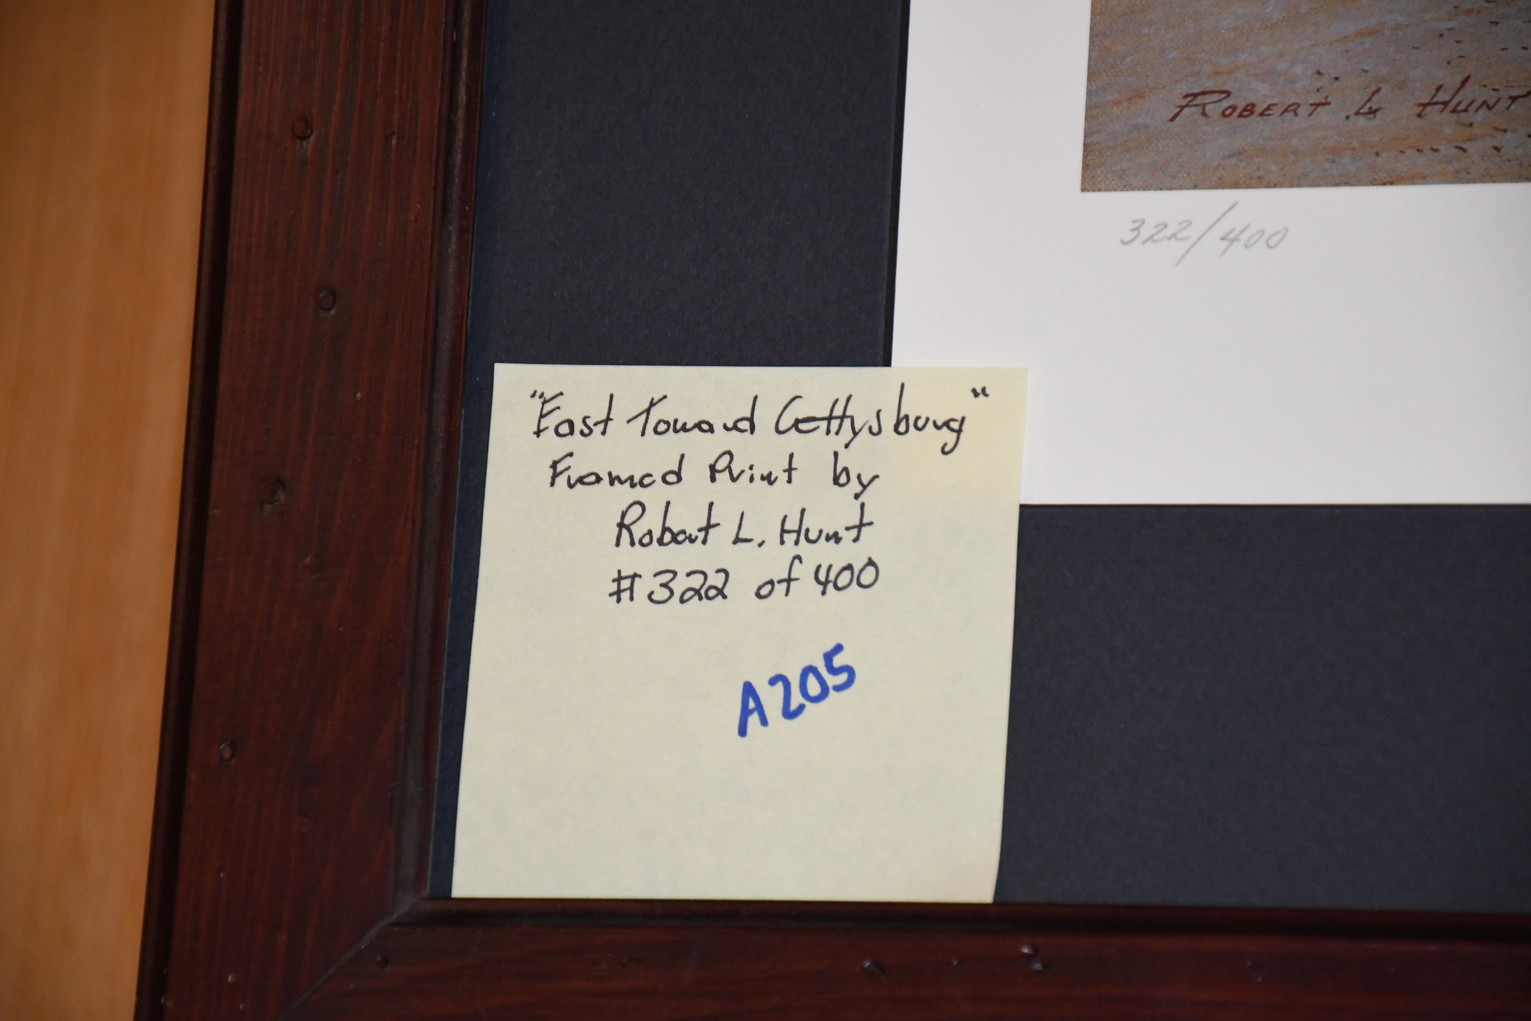 ROBERT L HUNT
322/400
"East Toward Gettysburg"
Framed Print by
Robert L. Hunt
#322 of 400
A205